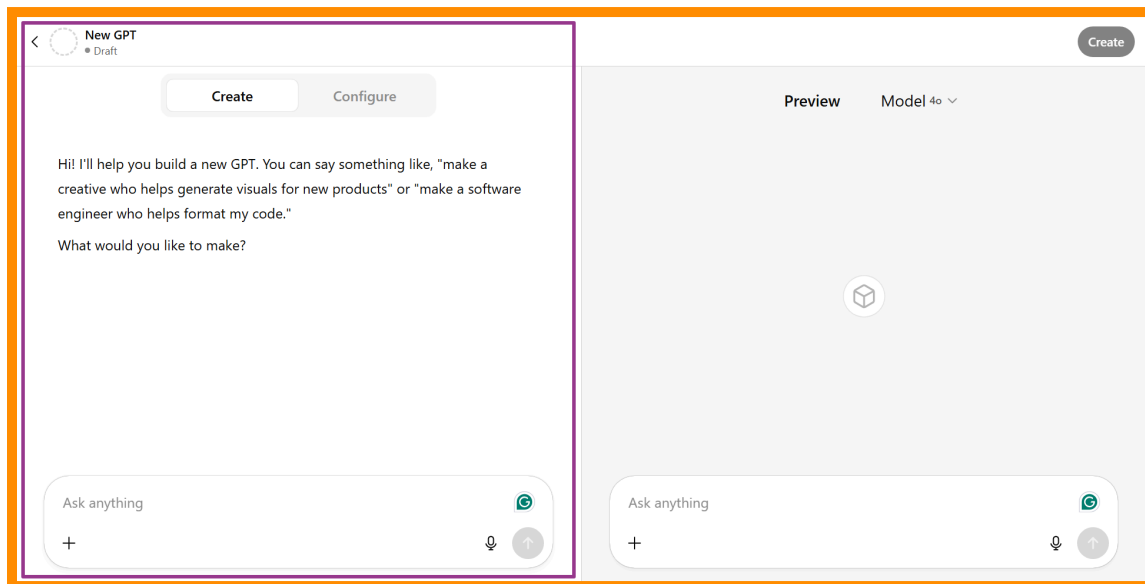 New GPT
Draft
Create
Create
Configure
Hi! I'll help you build a new GPT. You can say something like, "make a
creative who helps generate visuals for new products" or "make a software
engineer who helps format my code."
What would you like to make?
Ask anything
Preview
Model 4o
Ask anything